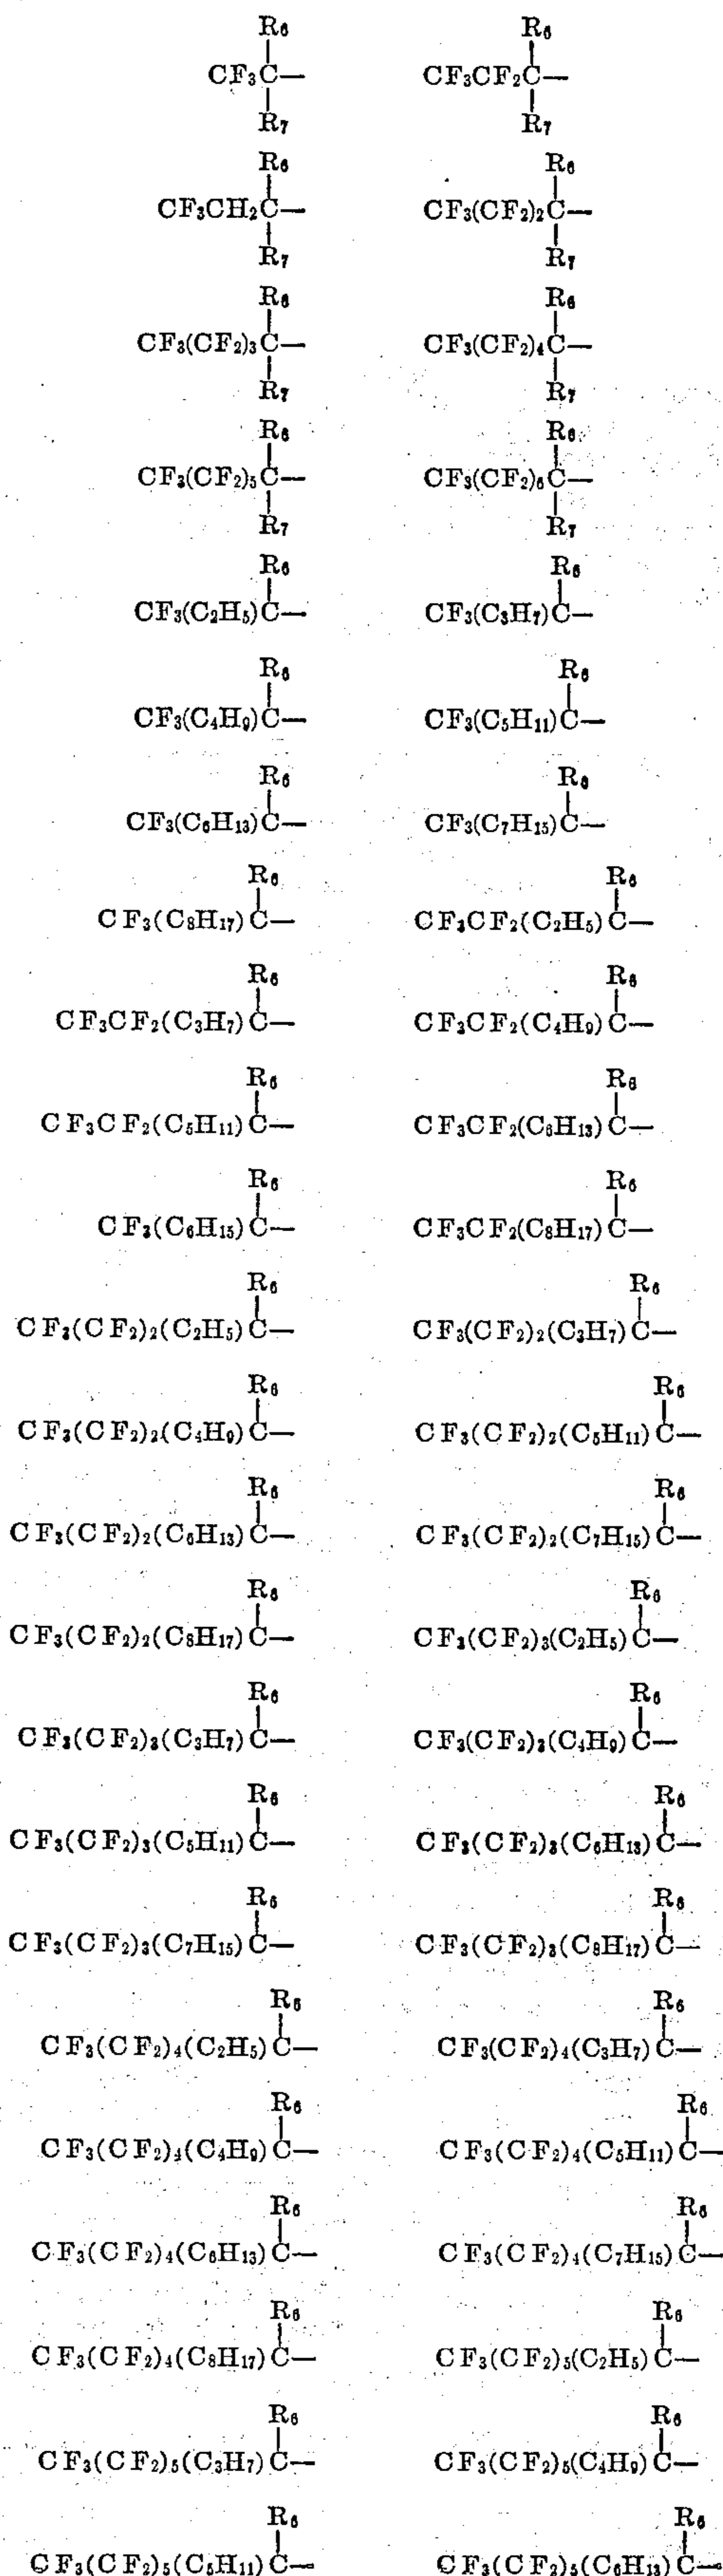 R₆ R₆
CF₃C— CF₃CF₂C—
R₇ R₇
R₆ R₆
CF₃CH₂C— CF₃(CF₂)₂C—
R₇ R₇
R₆ R₆
CF₃(CF₂)₃C— CF₃(CF₂)₄C—
R₇ R₇
R₆ R₆
CF₃(CF₂)₅C— CF₃(CF₂)₆C—
R₇ R₇
R₆ R₆
CF₃(C₂H₅)C— CF₃(C₃H₇)C—
R₆ R₆
CF₃(C₄H₉)C— CF₃(C₅H₁₁)C—
R₆ R₆
CF₃(C₆H₁₃)C— CF₃(C₇H₁₅)C—
R₆ R₆
CF₃(C₈H₁₇)C— CF₃CF₂(C₂H₅)C—
R₆ R₆
CF₃CF₂(C₃H₇)C— CF₃CF₂(C₄H₉)C—
R₆ R₆
CF₃CF₂(C₅H₁₁)C— CF₃CF₂(C₆H₁₃)C—
R₆ R₆
CF₃(C₆H₁₅)C— CF₃CF₂(C₈H₁₇)C—
R₆ R₆
CF₃(CF₂)₂(C₂H₅)C— CF₃(CF₂)₂(C₃H₇)C—
R₆ R₆
CF₃(CF₂)₂(C₄H₉)C— CF₃(CF₂)₂(C₅H₁₁)C—
R₆ R₆
CF₃(CF₂)₂(C₆H₁₃)C— CF₃(CF₂)₂(C₇H₁₅)C—
R₆ R₆
CF₃(CF₂)₂(C₈H₁₇)C— CF₃(CF₂)₃(C₂H₅)C—
R₆ R₆
CF₃(CF₂)₃(C₃H₇)C— CF₃(CF₂)₃(C₄H₉)C—
R₆ R₆
CF₃(CF₂)₃(C₅H₁₁)C— CF₃(CF₂)₃(C₆H₁₃)C—
R₆ R₆
CF₃(CF₂)₃(C₇H₁₅)C— CF₃(CF₂)₃(C₈H₁₇)C—
R₆ R₆
CF₃(CF₂)₄(C₂H₅)C— CF₃(CF₂)₄(C₃H₇)C—
R₆ R₆
CF₃(CF₂)₄(C₄H₉)C— CF₃(CF₂)₄(C₅H₁₁)C—
R₆ R₆
CF₃(CF₂)₄(C₆H₁₃)C— CF₃(CF₂)₄(C₇H₁₅)C—
R₆ R₆
CF₃(CF₂)₄(C₈H₁₇)C— CF₃(CF₂)₅(C₂H₅)C—
R₆ R₆
CF₃(CF₂)₅(C₃H₇)C— CF₃(CF₂)₅(C₄H₉)C—
R₆ R₆
CF₃(CF₂)₅(C₅H₁₁)C— CF₃(CF₂)₅(C₆H₁₃)C—